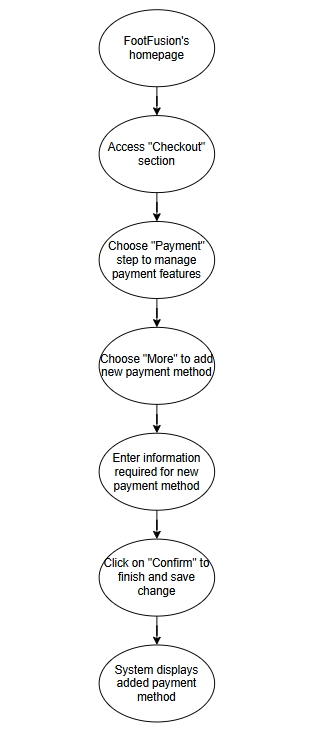 FootFusion's
homepage
Access "Checkout"
section
Choose "Payment"
step to manage
payment features
Choose "More" to add
new payment method
Enter information
required for new
payment method
Click on "Confirm" to
finish and save
change
System displays
added payment
method